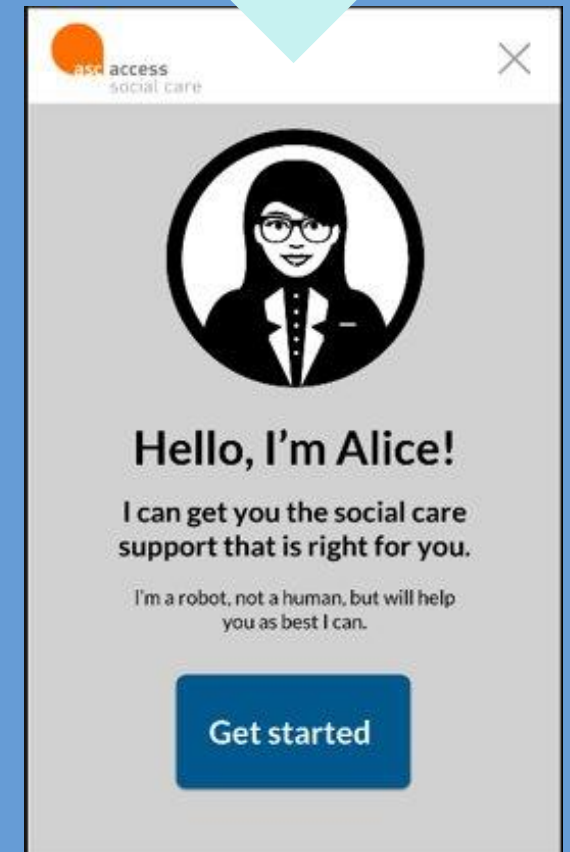 asc access
social care
Hello, I'm Alice!
I can get you the social care
support that is right for you.
I'm a robot, not a human, but will help
you as best I can.
Get started